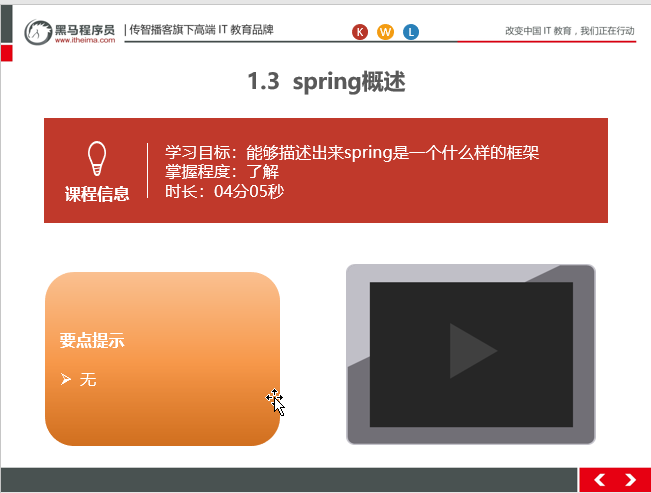 黑马程序员
www.itheima.com
传智播客旗下高端 IT 教育品牌
K W L
改变中国 IT 教育，我们正在行动
1.3 spring概述
课程信息
学习目标：能够描述出来spring是一个什么样的框架
掌握程度：了解
时长：04分05秒
要点提示
➢ 无